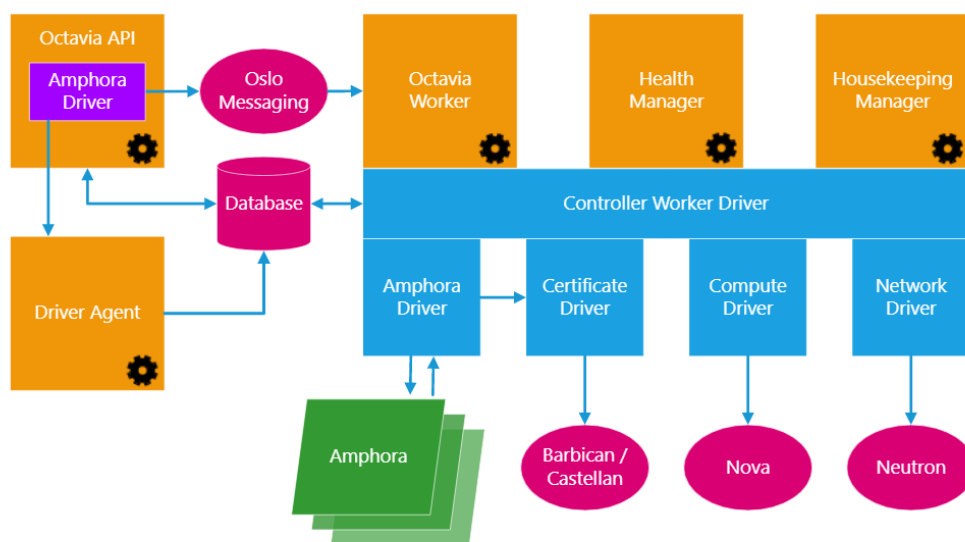 Octavia API
Amphora
Driver
Oslo
Messaging
Octavia
Worker
Health
Manager
Housekeeping
Manager
Database
Controller Worker Driver
Driver Agent
Amphora
Driver
Certificate
Driver
Compute
Driver
Network
Driver
Amphora
Barbican /
Castellan
Nova
Neutron